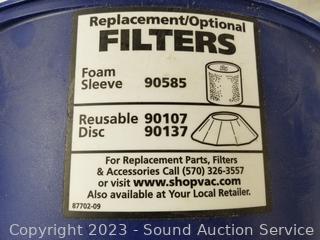 Replacement/Optional
FILTERS
Foam
Sleeve 90585
Reusable 90107
Disc 90137
For Replacement Parts, Filters
& Accessories Call (570) 326-3557
or visit www.shopvac.com
Also available at Your Local Retailer.
87702-09
Copyright 2023 - Sound Auction Service